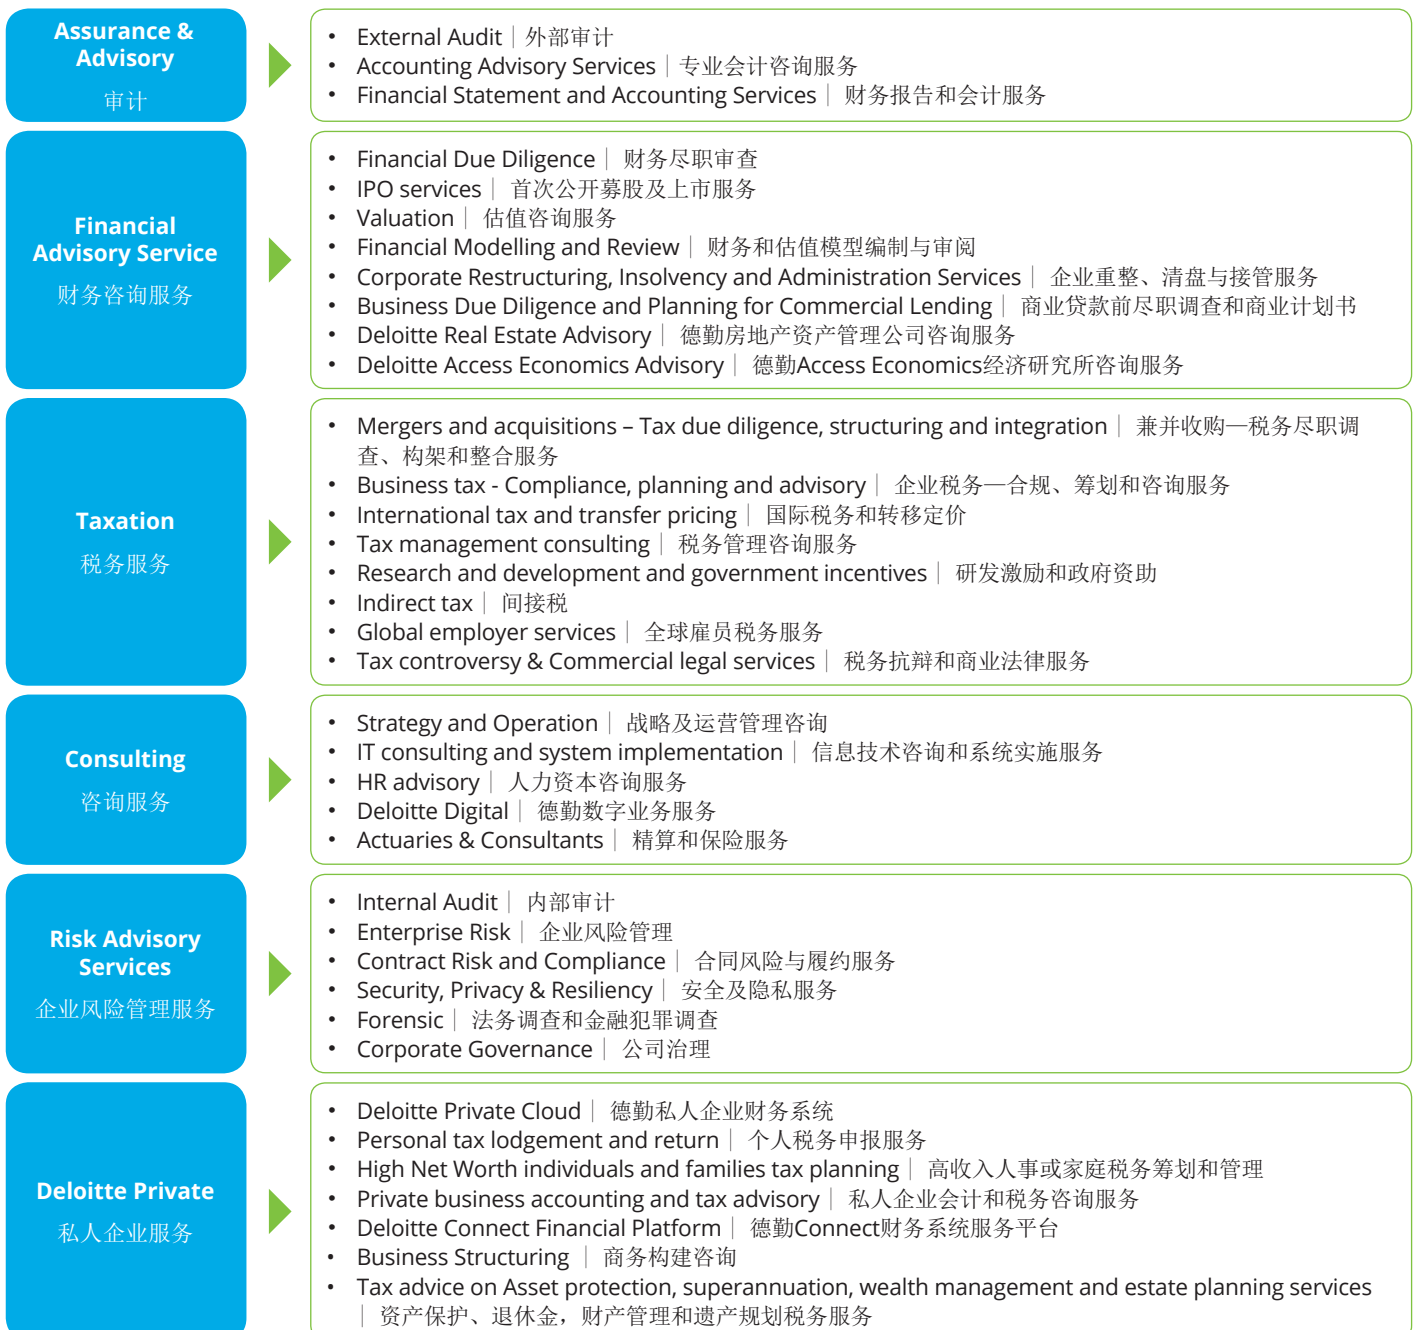 Assurance &
Advisory
审计
• External Audit｜外部审计
• Accounting Advisory Services｜专业会计咨询服务
• Financial Statement and Accounting Services｜ 财务报告和会计服务
Financial
Advisory Service
财务咨询服务
• Financial Due Diligence｜ 财务尽职审查
• IPO services｜ 首次公开募股及上市服务
• Valuation｜ 估值咨询服务
• Financial Modelling and Review｜ 财务和估值模型编制与审阅
• Corporate Restructuring, Insolvency and Administration Services｜ 企业重整、清盘与接管服务
• Business Due Diligence and Planning for Commercial Lending｜ 商业贷款前尽职调查和商业计划书
• Deloitte Real Estate Advisory｜ 德勤房地产资产管理公司咨询服务
• Deloitte Access Economics Advisory｜ 德勤Access Economics经济研究所咨询服务
Taxation
税务服务
• Mergers and acquisitions – Tax due diligence, structuring and integration｜ 兼并收购—税务尽职调
查、构架和整合服务
• Business tax - Compliance, planning and advisory｜ 企业税务—合规、筹划和咨询服务
• International tax and transfer pricing｜ 国际税务和转移定价
• Tax management consulting｜ 税务管理咨询服务
• Research and development and government incentives｜ 研发激励和政府资助
• Indirect tax｜ 间接税
• Global employer services｜ 全球雇员税务服务
• Tax controversy & Commercial legal services｜ 税务抗辩和商业法律服务
Consulting
咨询服务
• Strategy and Operation｜ 战略及运营管理咨询
• IT consulting and system implementation｜ 信息技术咨询和系统实施服务
• HR advisory｜ 人力资本咨询服务
• Deloitte Digital｜ 德勤数字业务服务
• Actuaries & Consultants｜ 精算和保险服务
Risk Advisory
Services
企业风险管理服务
• Internal Audit｜ 内部审计
• Enterprise Risk｜ 企业风险管理
• Contract Risk and Compliance｜ 合同风险与履约服务
• Security, Privacy & Resiliency｜ 安全及隐私服务
• Forensic｜ 法务调查和金融犯罪调查
• Corporate Governance｜ 公司治理
Deloitte Private
私人企业服务
• Deloitte Private Cloud｜ 德勤私人企业财务系统
• Personal tax lodgement and return｜ 个人税务申报服务
• High Net Worth individuals and families tax planning｜ 高收入人事或家庭税务筹划和管理
• Private business accounting and tax advisory｜ 私人企业会计和税务咨询服务
• Deloitte Connect Financial Platform｜ 德勤Connect财务系统服务平台
• Business Structuring ｜ 商务构建咨询
• Tax advice on Asset protection, superannuation, wealth management and estate planning services
｜ 资产保护、退休金，财产管理和遗产规划税务服务